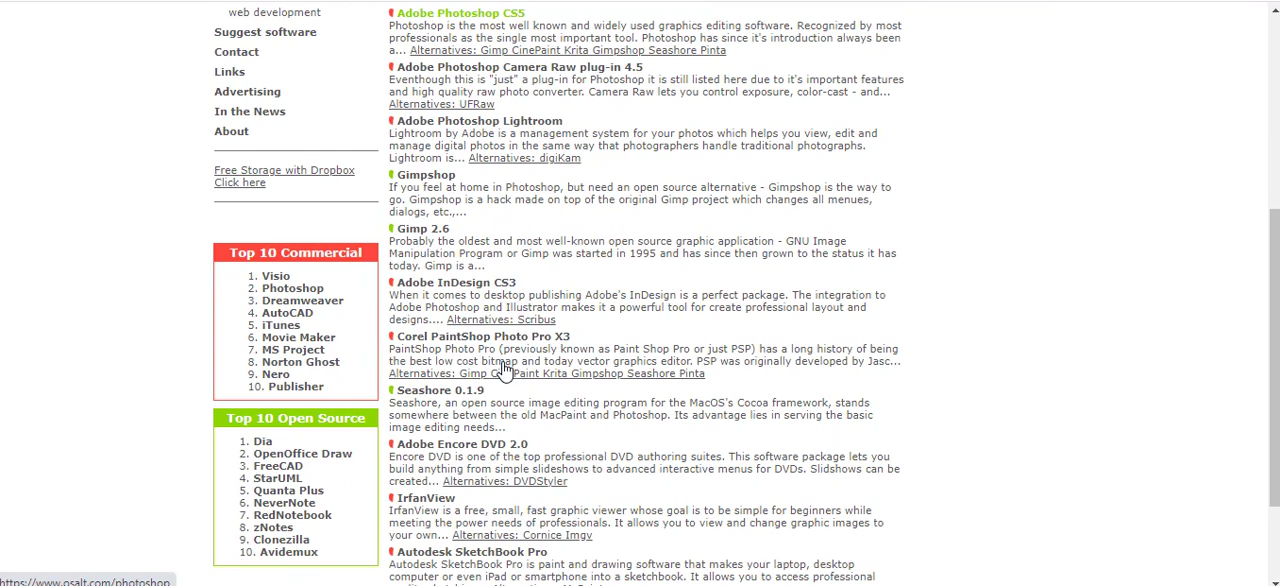 web development
Suggest software
Contact
Links
Advertising
In the News
About
Free Storage with Dropbox
Click here
Top 10 Commercial
1. Visio
2. Photoshop
3. Dreamweaver
4. AutoCAD
5. iTunes
6. Movie Maker
7. MS Project
8. Norton Ghost
9. Nero
10. Publisher
Top 10 Open Source
1. Dia
2. OpenOffice Draw
3. FreeCAD
4. StarUML
5. Quanta Plus
6. NeverNote
7. RedNotebook
8. zNotes
9. Clonezilla
10. Avidemux
Adobe Photoshop CS5
Photoshop is the most well known and widely used graphics editing software. Recognized by most
professionals as the single most important tool. Photoshop has since it's introduction always been
a... Alternatives: Gimp CinePaint Krita Gimpshop Seashore Pinta
Adobe Photoshop Camera Raw plug-in 4.5
Eventhough this is "just" a plug-in for Photoshop it is still listed here due to it's important features
and high quality raw photo converter. Camera Raw lets you control exposure, color-cast - and...
Alternatives: UFRaw
Adobe Photoshop Lightroom
Lightroom by Adobe is a management system for your photos which helps you view, edit and
manage digital photos in the same way that photographers handle traditional photographs.
Lightroom is... Alternatives: digiKam
Gimpshop
If you feel at home in Photoshop, but need an open source alternative - Gimpshop is the way to
go. Gimpshop is a hack made on top of the original Gimp project which changes all menues,
dialogs, etc.,...
Gimp 2.6
Probably the oldest and most well-known open source graphic application - GNU Image
Manipulation Program or Gimp was started in 1995 and has since then grown to the status it has
today. Gimp is a...
Adobe InDesign CS3
When it comes to desktop publishing Adobe's InDesign is a perfect package. The integration to
Adobe Photoshop and Illustrator makes it a powerful tool for create professional layout and
designs.... Alternatives: Scribus
Corel PaintShop Photo Pro X3
PaintShop Photo Pro (previously known as Paint Shop Pro or just PSP) has a long history of being
the best low cost bitmap and today vector graphics editor. PSP was originally developed by Jasc...
Alternatives: Gimp CinePaint Krita Gimpshop Seashore Pinta
Seashore 0.1.9
Seashore, an open source image editing program for the MacOS's Cocoa framework, stands
somewhere between the old MacPaint and Photoshop. Its advantage lies in serving the basic
image editing needs...
Adobe Encore DVD 2.0
Encore DVD is one of the top professional DVD authoring suites. This software package lets you
build anything from simple slideshows to advanced interactive menus for DVDs. Slidshows can be
created... Alternatives: DVDStyler
IrfanView
IrfanView is a free, small, fast graphic viewer whose goal is to be simple for beginners while
meeting the power needs of professionals. It allows you to view and change graphic images to
your own... Alternatives: Cornice Imgv
Autodesk SketchBook Pro
Autodesk SketchBook Pro is paint and drawing software that makes your laptop, desktop
computer or even iPad or smartphone into a sketchbook. It allows you to access professional
https://www.osalt.com/photoshop